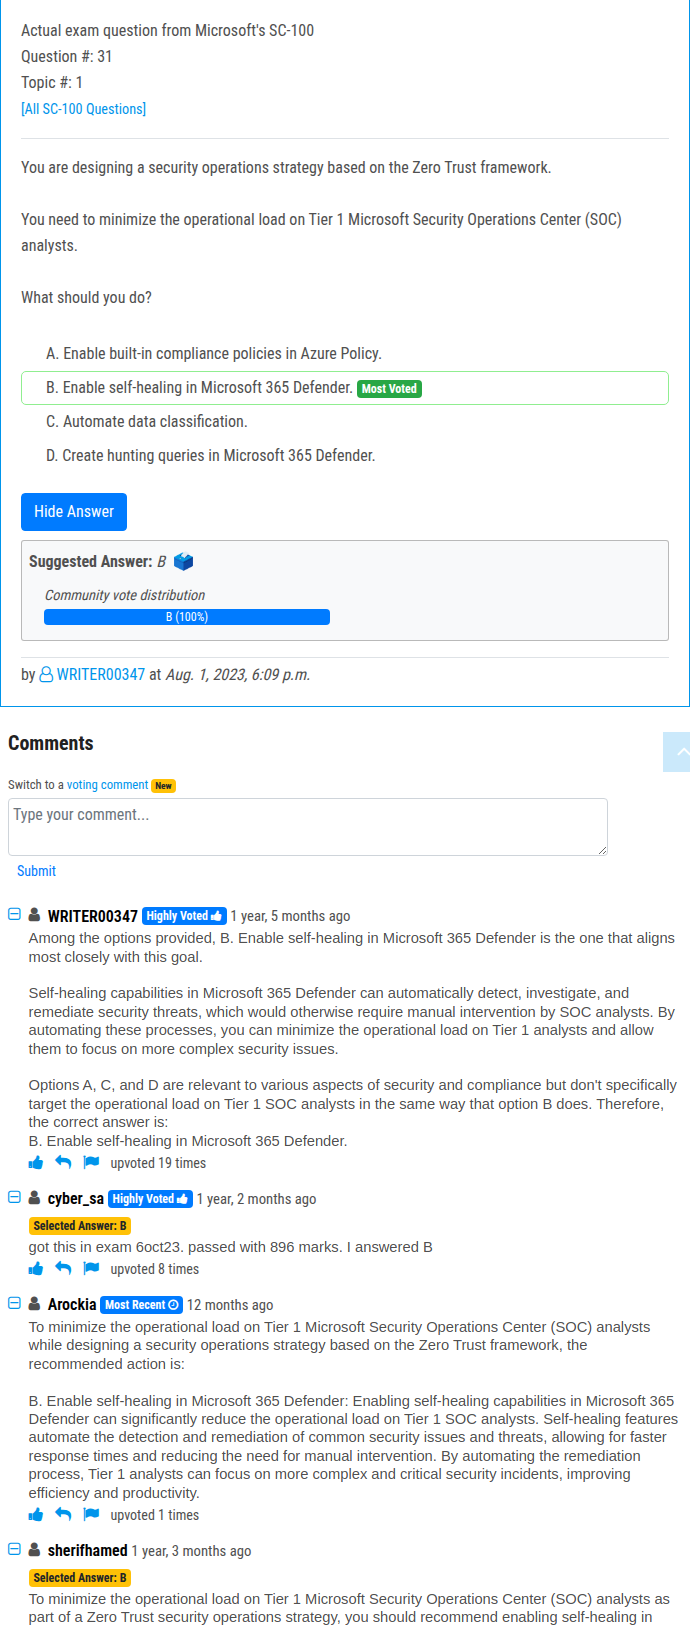 Actual exam question from Microsoft's SC-100
Question #: 31
Topic #: 1
[All SC-100 Questions]
You are designing a security operations strategy based on the Zero Trust framework.
You need to minimize the operational load on Tier 1 Microsoft Security Operations Center (SOC)
analysts.
What should you do?
A. Enable built-in compliance policies in Azure Policy.
B. Enable self-healing in Microsoft 365 Defender. Most Voted
C. Automate data classification.
D. Create hunting queries in Microsoft 365 Defender.
Hide Answer
Suggested Answer: B
Community vote distribution
B (100%)
by WRITER00347 at Aug. 1, 2023, 6:09 p.m.
Comments
Switch to a voting comment New
Type your comment...
Submit
WRITER00347 Highly Voted 1 year, 5 months ago
Among the options provided, B. Enable self-healing in Microsoft 365 Defender is the one that aligns
most closely with this goal.
Self-healing capabilities in Microsoft 365 Defender can automatically detect, investigate, and
remediate security threats, which would otherwise require manual intervention by SOC analysts. By
automating these processes, you can minimize the operational load on Tier 1 analysts and allow
them to focus on more complex security issues.
Options A, C, and D are relevant to various aspects of security and compliance but don't specifically
target the operational load on Tier 1 SOC analysts in the same way that option B does. Therefore,
the correct answer is:
B. Enable self-healing in Microsoft 365 Defender.
upvoted 19 times
cyber_sa Highly Voted 1 year, 2 months ago
Selected Answer: B
got this in exam 6oct23. passed with 896 marks. I answered B
upvoted 8 times
Arockia Most Recent 12 months ago
To minimize the operational load on Tier 1 Microsoft Security Operations Center (SOC) analysts
while designing a security operations strategy based on the Zero Trust framework, the
recommended action is:
B. Enable self-healing in Microsoft 365 Defender: Enabling self-healing capabilities in Microsoft 365
Defender can significantly reduce the operational load on Tier 1 SOC analysts. Self-healing features
automate the detection and remediation of common security issues and threats, allowing for faster
response times and reducing the need for manual intervention. By automating the remediation
process, Tier 1 analysts can focus on more complex and critical security incidents, improving
efficiency and productivity.
upvoted 1 times
sherifhamed 1 year, 3 months ago
Selected Answer: B
To minimize the operational load on Tier 1 Microsoft Security Operations Center (SOC) analysts as
part of a Zero Trust security operations strategy, you should recommend enabling self-healing in